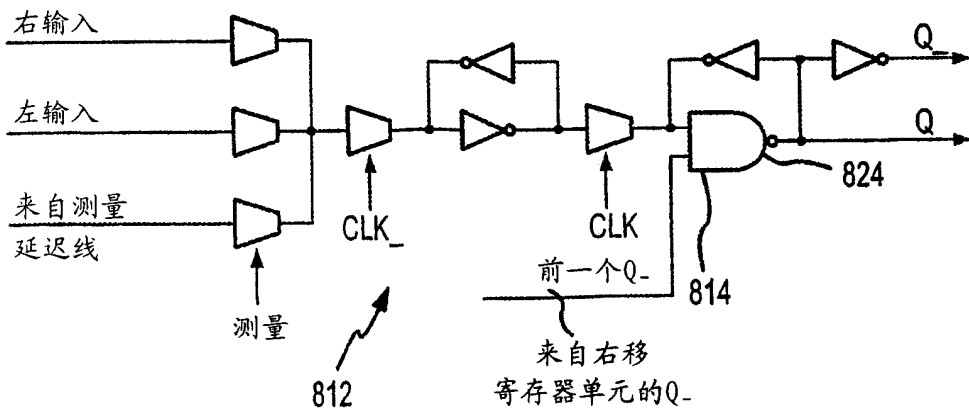 右输入
Q_
左输入
Q
824
来自测量
延迟线
CLK_
CLK
前一个Q_
814
测量
812
来自右移
寄存器单元的Q_